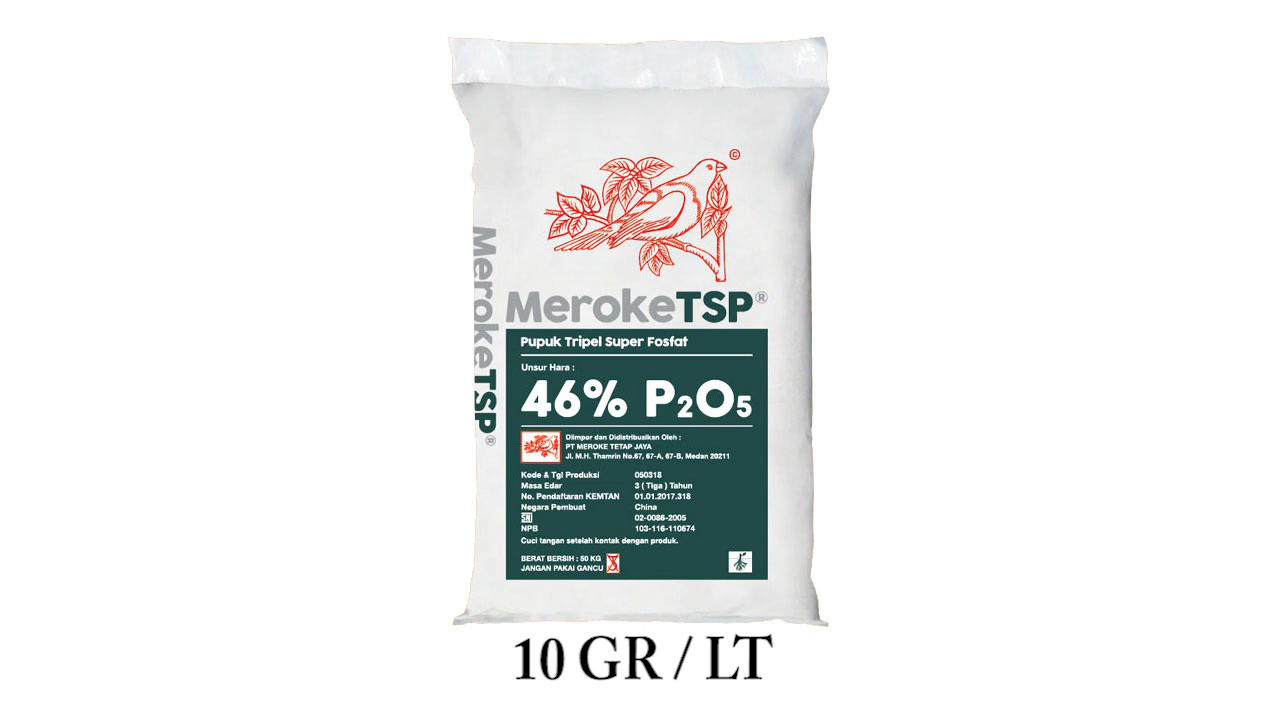 ©
MerokeTSP®
MerokeTSP®
Pupuk Tripel Super Fosfat
Unsur Hara :
46% P₂O₅
Diimpor dan Didistribusikan Oleh :
PT MEROKE TETAP JAYA
Jl. M.H. Thamrin No.67, 67-A, 67-B, Medan 20211
Kode & Tgl Produksi 050318
Masa Edar 3 ( Tiga ) Tahun
No. Pendaftaran KEMTAN 01.01.2017.318
Negara Pembuat China
SNI 02-0086-2005
NPB 103-116-110674
Cuci tangan setelah kontak dengan produk.
BERAT BERSIH : 50 KG
JANGAN PAKAI GANCU
10 GR / LT